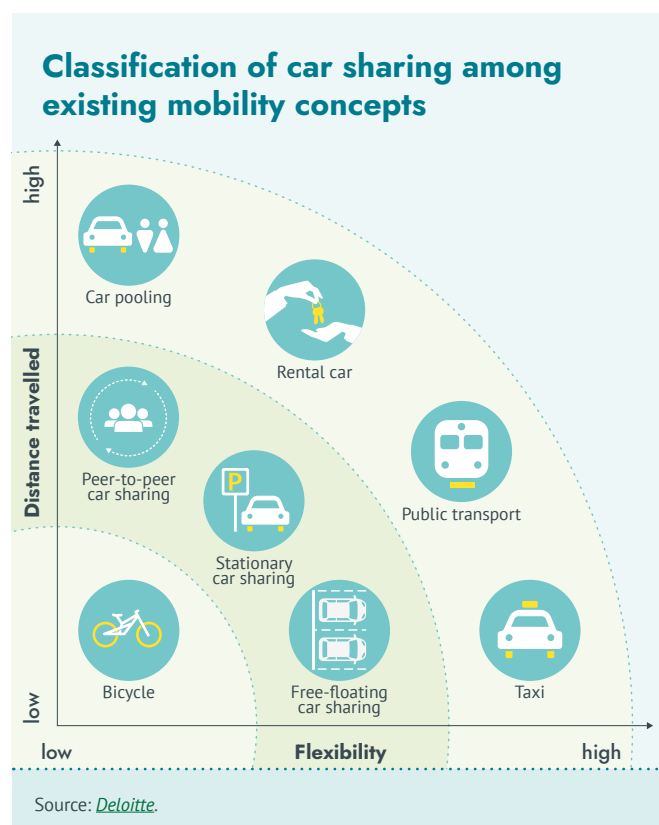 Classification of car sharing among
existing mobility concepts
high
Car pooling
Rental car
Distance travelled
Peer-to-peer
car sharing
P
Public transport
Stationary
car sharing
Bicycle
Free-floating
car sharing
Taxi
low
low
Flexibility
high
Source: Deloitte.